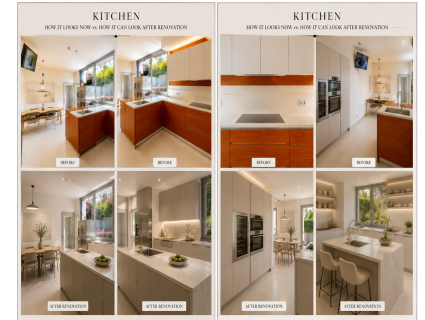 KITCHEN
HOW IT LOOKS NOW vs. HOW IT CAN LOOK AFTER RENOVATION
BEFORE
BEFORE
AFTER RENOVATION
AFTER RENOVATION
KITCHEN
HOW IT LOOKS NOW vs. HOW IT CAN LOOK AFTER RENOVATION
BEFORE
BEFORE
AFTER RENOVATION
AFTER RENOVATION